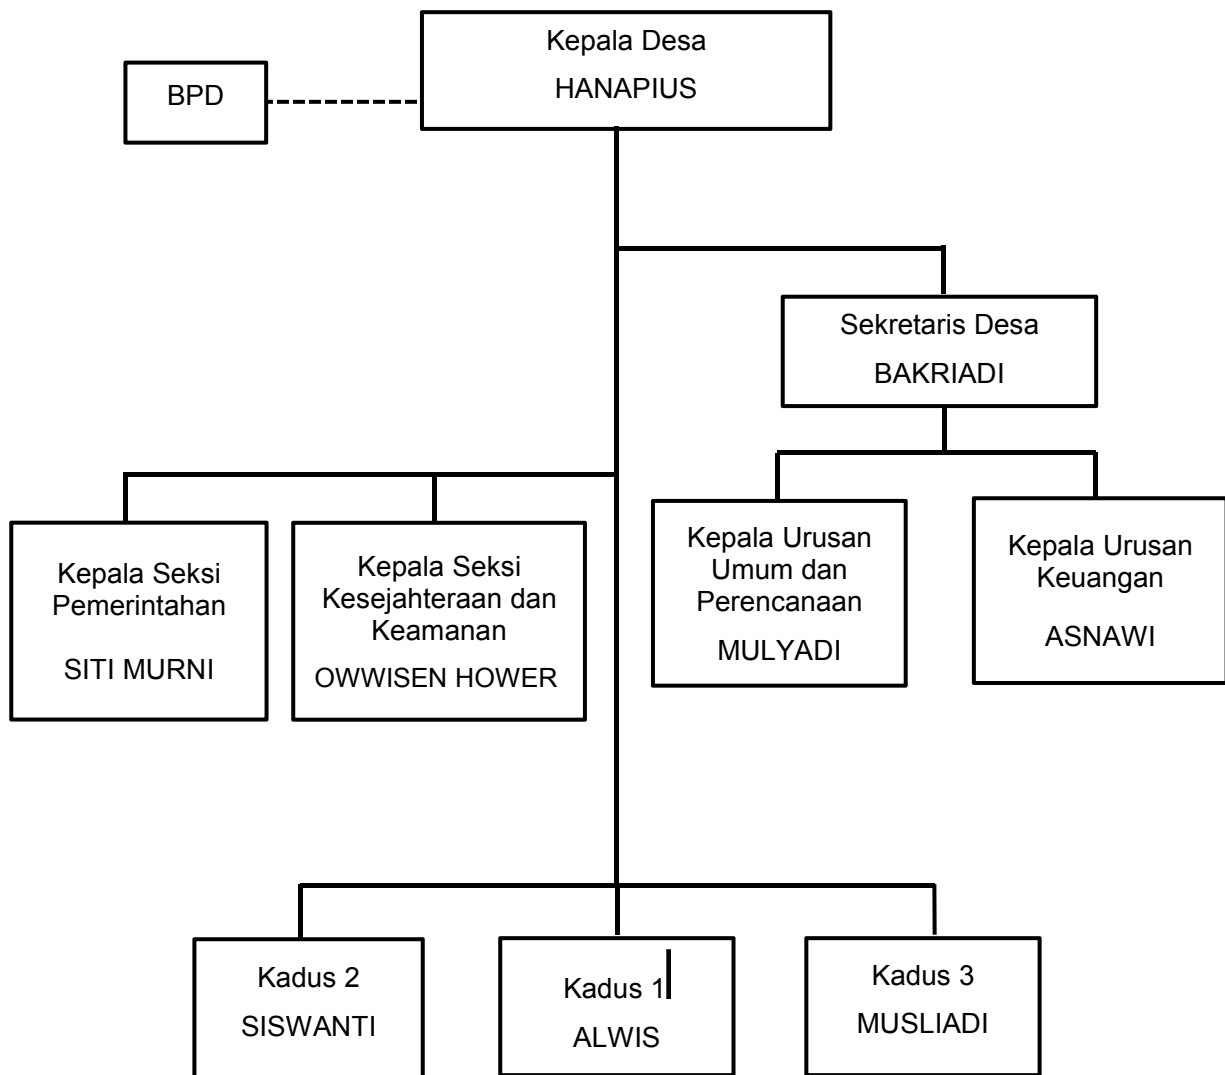 Kepala Desa
HANAPIUS
BPD
Sekretaris Desa
BAKRIADI
Kepala Seksi
Pemerintahan
SITI MURNI
Kepala Seksi
Kesejahteraan dan
Keamanan
OWWISEN HOWER
Kepala Urusan
Umum dan
Perencanaan
MULYADI
Kepala Urusan
Keuangan
ASNAWI
Kadus 2
SISWANTI
Kadus 1
ALWIS
Kadus 3
MUSLIADI